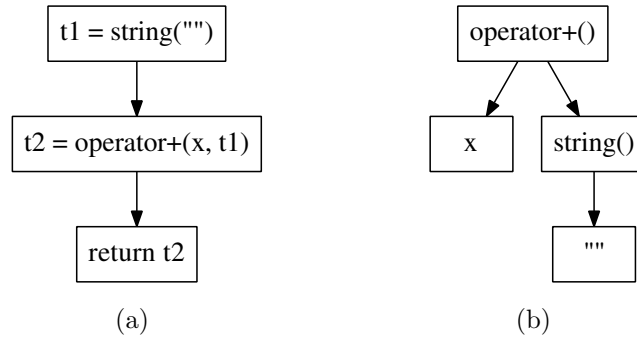 t1 = string("")
t2 = operator+(x, t1)
return t2
(a)
operator+()
x
string()
""
(b)